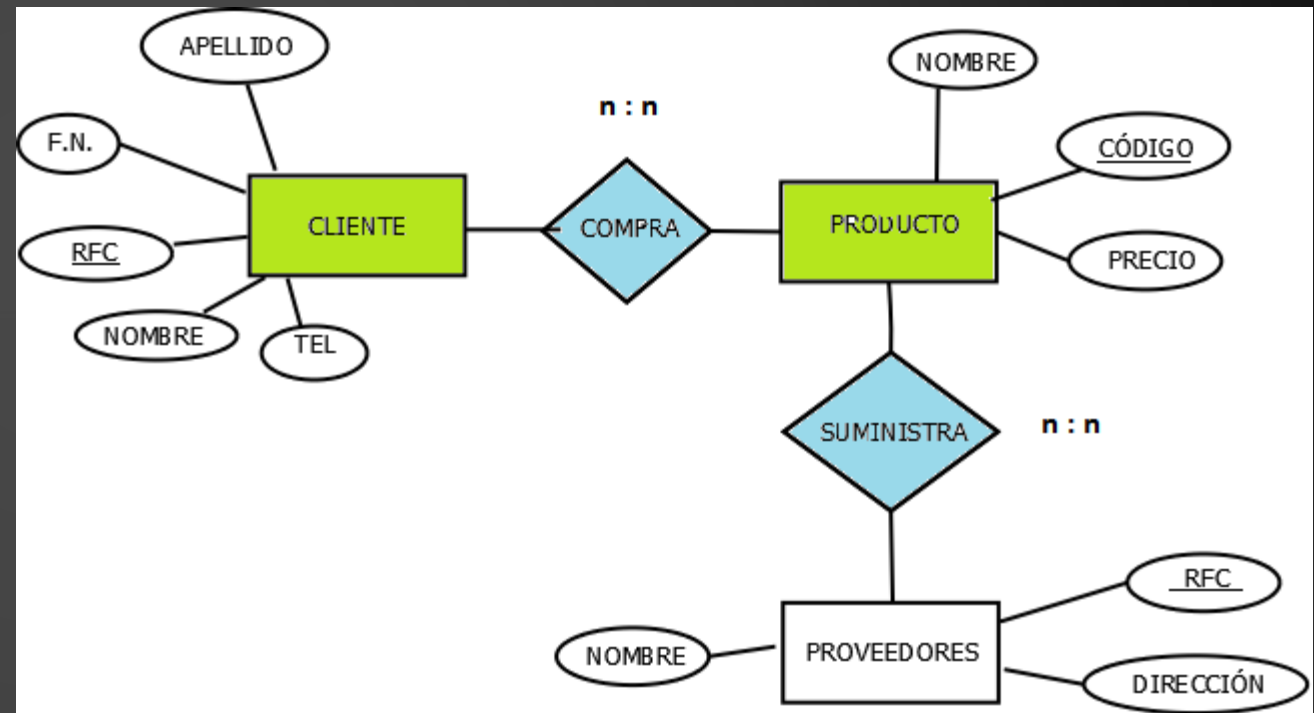 APELLIDO
NOMBRE
n : n
F.N.
CÓDIGO
CLIENTE
COMPRA
PRODUCTO
RFC
PRECIO
NOMBRE
TEL
SUMINISTRA
n : n
RFC
NOMBRE
PROVEEDORES
DIRECCIÓN